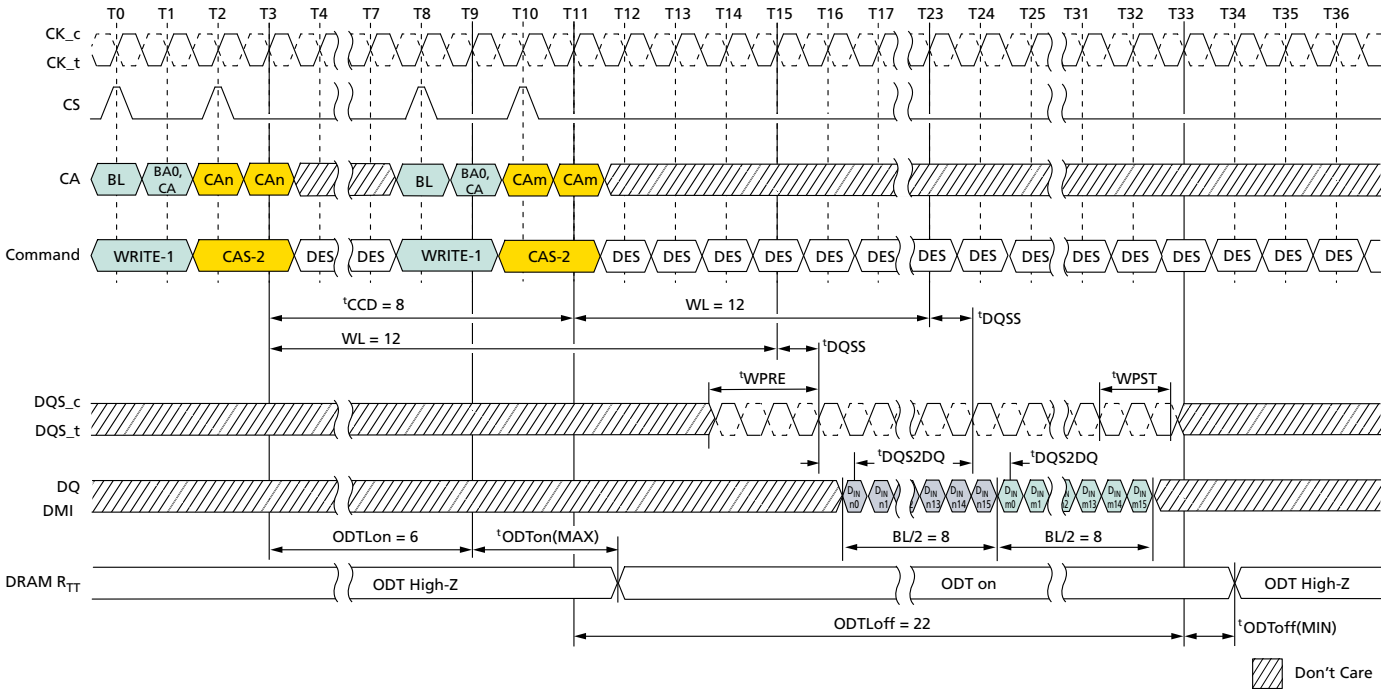 T0 T1 T2 T3 T4 T7 T8 T9 T10 T11 T12 T13 T14 T15 T16 T17 T23 T24 T25 T31 T32 T33 T34 T35 T36
CK_c
CK_t
CS
CA BL BA0, CA CAn CAn BL BA0, CA CAm CAm
Command WRITE-1 CAS-2 DES DES WRITE-1 CAS-2 DES DES DES DES DES DES DES DES DES DES DES DES DES DES DES
tCCD = 8 WL = 12
tDQSS
WL = 12 tDQSS
tWPRE tWPST
DQS_c
DQS_t
tDQS2DQ tDQS2DQ
DQ DIN n0 DIN n1 DIN n13 DIN n14 DIN n15 DIN m0 DIN m1 DIN m13 DIN m14 DIN m15
DMI
ODTLon = 6 tODTon(MAX) BL/2 = 8 BL/2 = 8
DRAM RTT ODT High-Z ODT on ODT High-Z
ODTLoff = 22 tODToff(MIN)
Don't Care